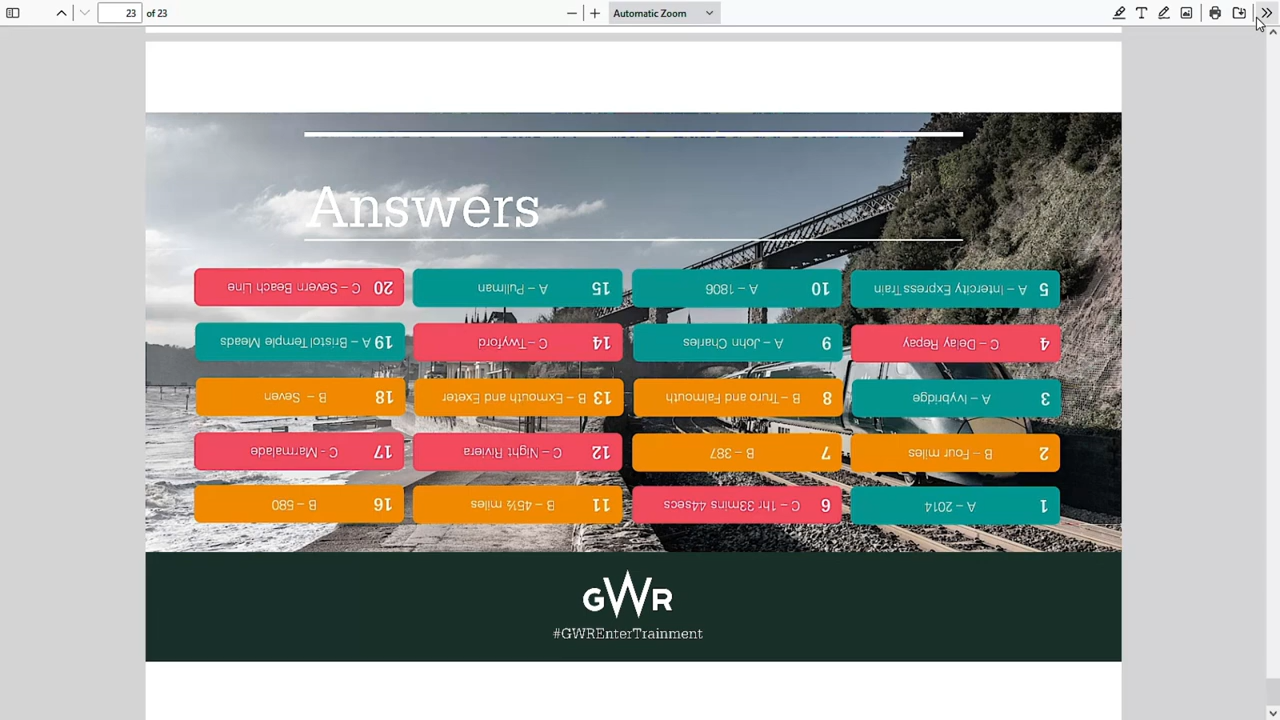 23 of 23
Automatic Zoom
Answers
1 A – 2014
2 B – Four miles
3 A – Ivybridge
4 C – Delay Repay
5 A – Intercity Express Train
6 C – 1hr 33mins 44secs
7 B – 387
8 B – Truro and Falmouth
9 A – John Charles
10 A – 1806
11 B – 45½ miles
12 C – Night Riviera
13 B – Exmouth and Exeter
14 C – Twyford
15 A – Pullman
16 B – 580
17 C - Marmalade
18 B – Seven
19 A – Bristol Temple Meads
20 C – Severn Beach Line
GWR
#GWREnterTrainment